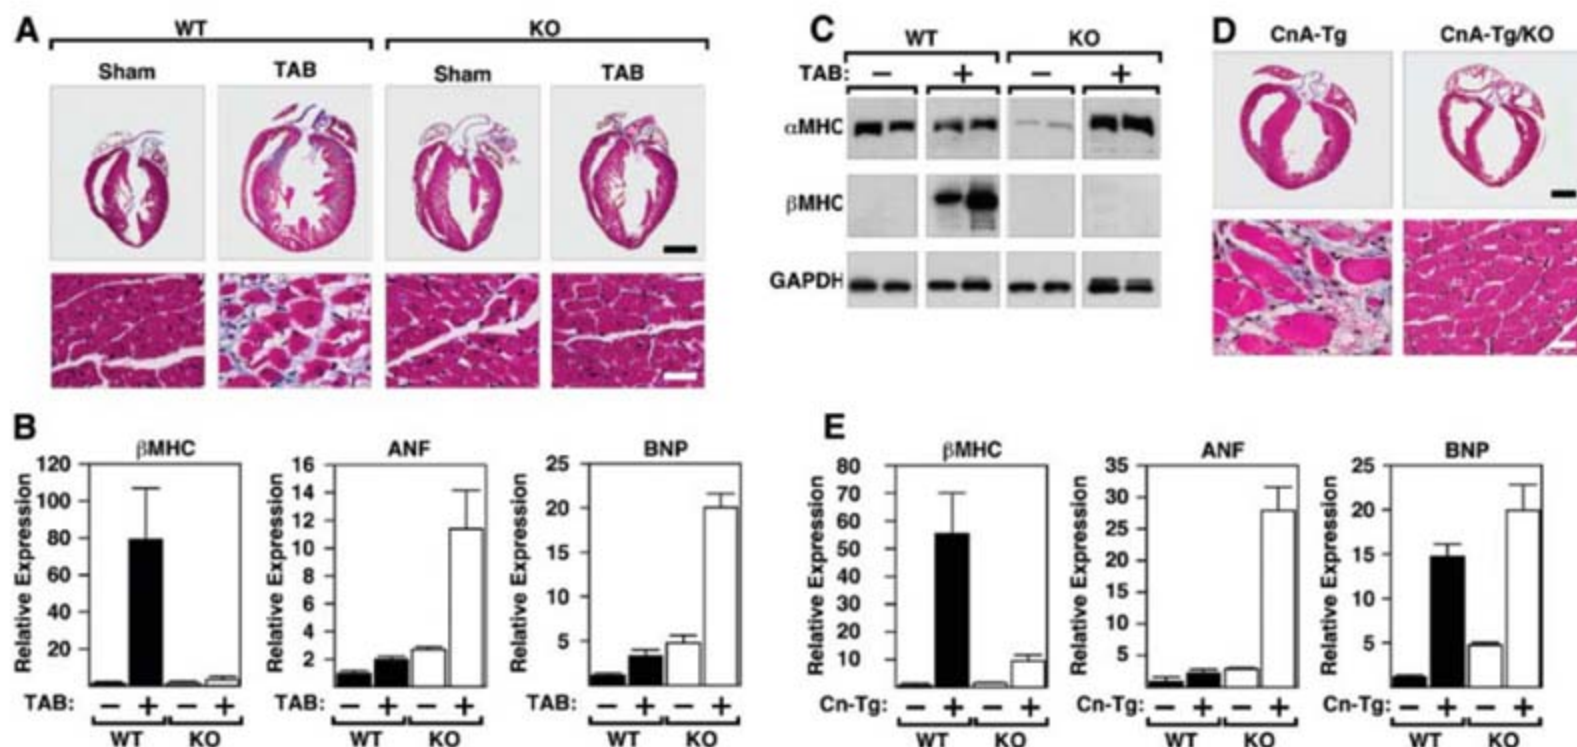 A
WT
KO
Sham
TAB
Sham
TAB
C
WT
KO
TAB: − + − +
αMHC
βMHC
GAPDH
D
CnA-Tg
CnA-Tg/KO
B
βMHC
Relative Expression
120
100
80
60
40
20
TAB: − + − +
WT KO
ANF
Relative Expression
16
14
12
10
8
6
4
2
TAB: − + − +
WT KO
BNP
Relative Expression
25
20
15
10
5
TAB: − + − +
WT KO
E
βMHC
Relative Expression
80
70
60
50
40
30
20
10
Cn-Tg: − + − +
WT KO
ANF
Relative Expression
35
30
25
20
15
10
5
Cn-Tg: − + − +
WT KO
BNP
Relative Expression
25
20
15
10
5
Cn-Tg: − + − +
WT KO